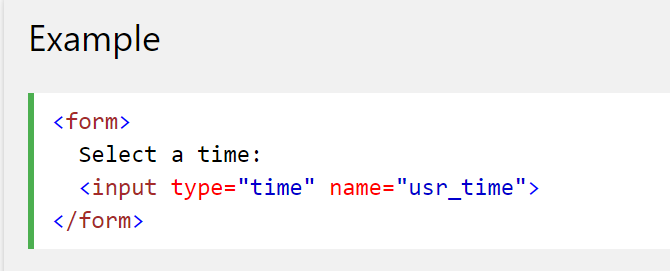 Example
<form>
Select a time:
<input type="time" name="usr_time">
</form>